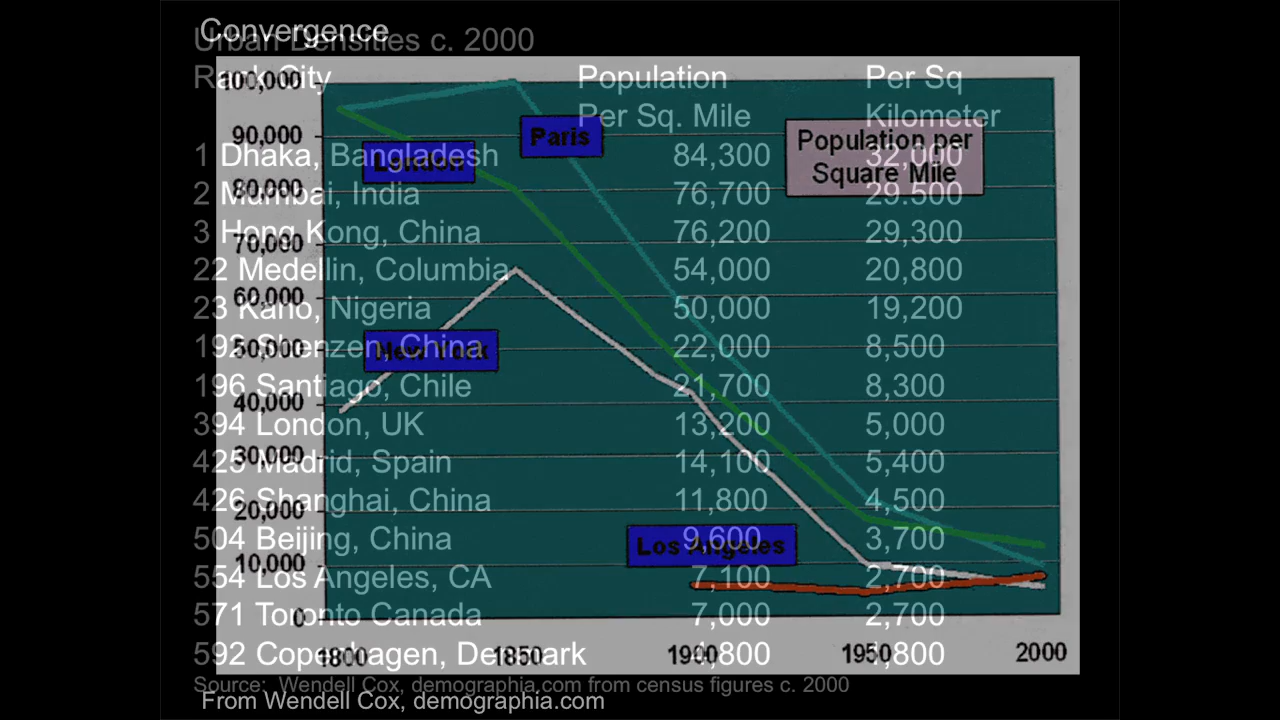 Convergence
Urban Densities c. 2000
Rank City Population Per Sq
Per Sq. Mile Kilometer
1 Dhaka, Bangladesh 84,300 32,000
2 Mumbai, India 76,700 29.500
3 Hong Kong, China 76,200 29,300
22 Medellin, Columbia 54,000 20,800
23 Kano, Nigeria 50,000 19,200
195 Shenzen, China 22,000 8,500
196 Santiago, Chile 21,700 8,300
394 London, UK 13,200 5,000
425 Madrid, Spain 14,100 5,400
426 Shanghai, China 11,800 4,500
504 Beijing, China 9,600 3,700
554 Los Angeles, CA 7,100 2,700
571 Toronto Canada 7,000 2,700
592 Copenhagen, Denmark 4,800 1,800
Source: Wendell Cox, demographia.com from census figures c. 2000
From Wendell Cox, demographia.com
100,000
90,000
80,000
70,000
60,000
50,000
40,000
30,000
20,000
10,000
0
Paris
London
New York
Los Angeles
Population per
Square Mile
1800 1850 1900 1950 2000